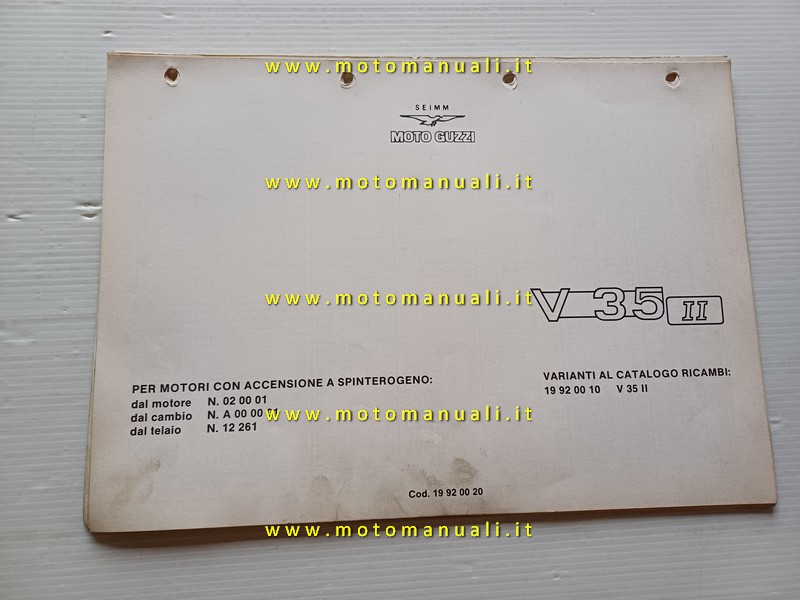 www.motomanuali.it
SEIMM
MOTO GUZZI
www.motomanuali.it
V 35 II
www.motomanuali.it
PER MOTORI CON ACCENSIONE A SPINTEROGENO:
dal motore N. 02 00 01
dal cambio N. A 00 00
dal telaio N. 12 261
VARIANTI AL CATALOGO RICAMBI:
19 92 00 10 V 35 II
www.motomanuali.it
Cod. 19 92 00 20
www.motomanuali.it